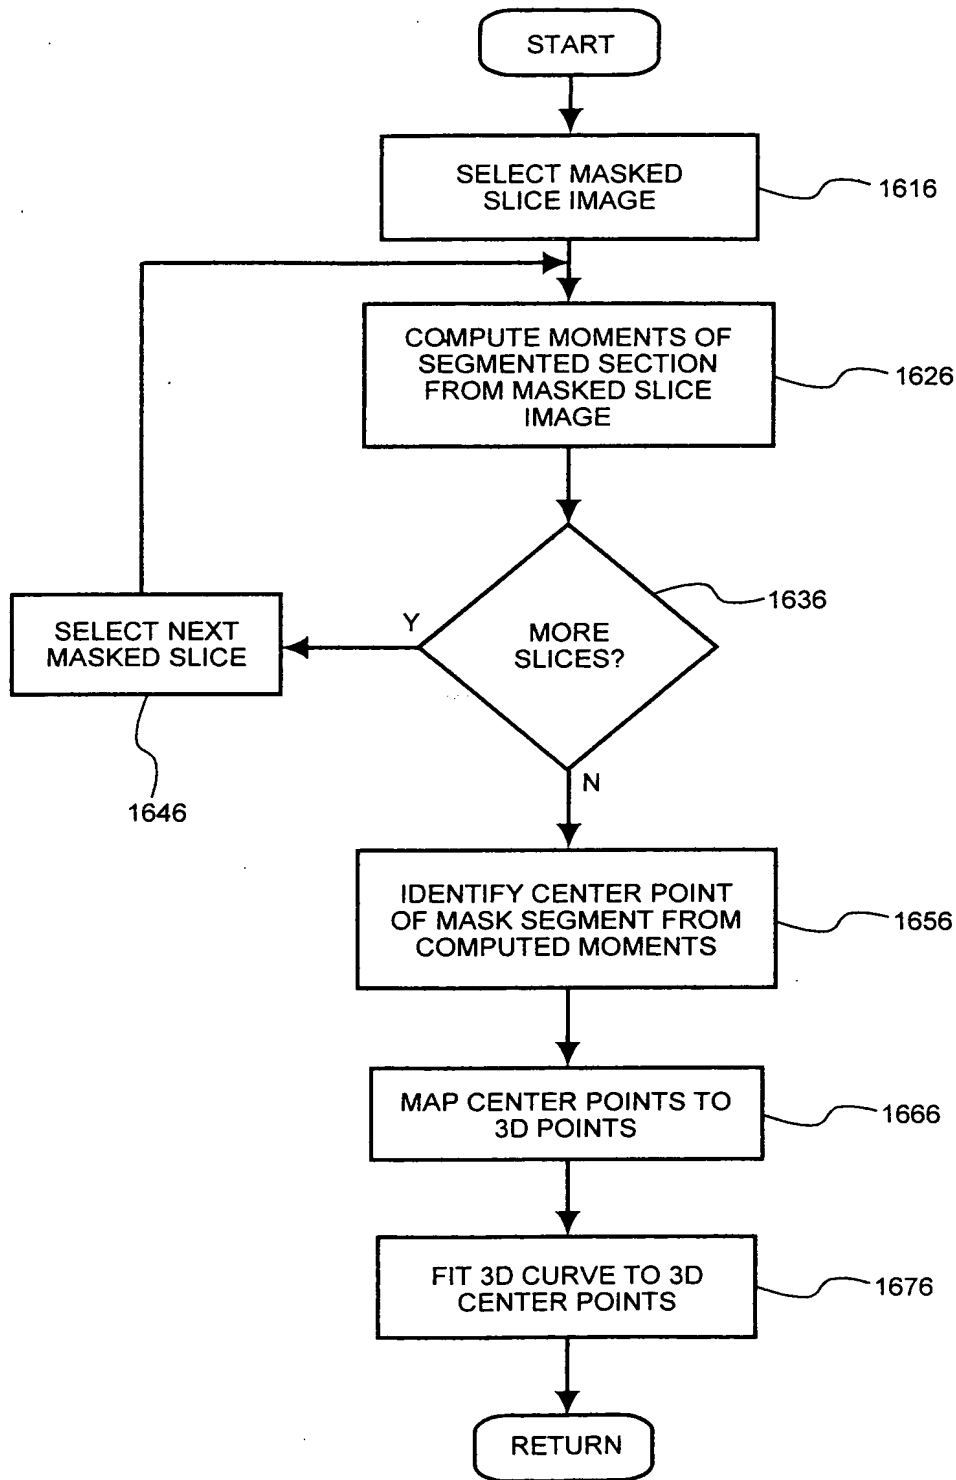 START
SELECT MASKED
SLICE IMAGE
1616
COMPUTE MOMENTS OF
SEGMENTED SECTION
FROM MASKED SLICE
IMAGE
1626
MORE
SLICES?
1636
Y
SELECT NEXT
MASKED SLICE
1646
N
IDENTIFY CENTER POINT
OF MASK SEGMENT FROM
COMPUTED MOMENTS
1656
MAP CENTER POINTS TO
3D POINTS
1666
FIT 3D CURVE TO 3D
CENTER POINTS
1676
RETURN